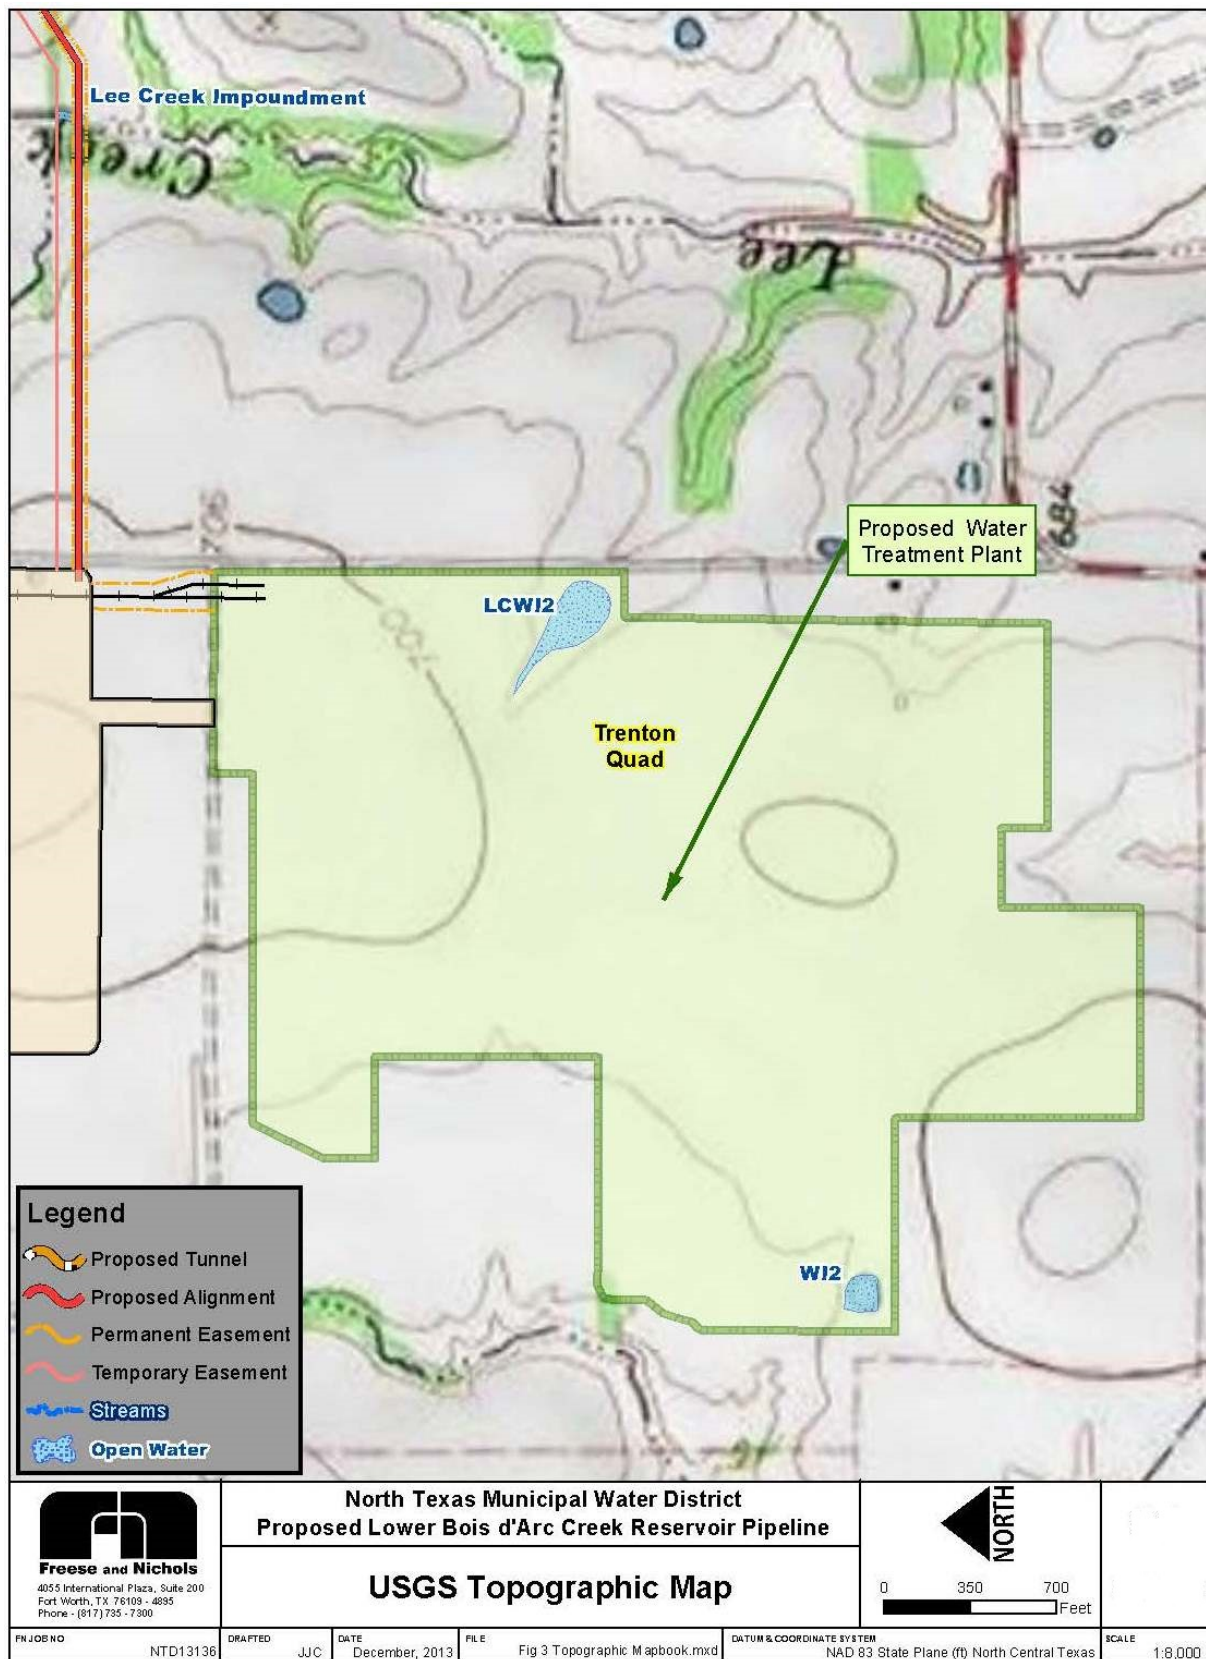 Lee Creek Impoundment
Creek
Lee
706
684
Proposed Water
Treatment Plant
LCWI2
700
Trenton
Quad
WI2
Legend
Proposed Tunnel
Proposed Alignment
Permanent Easement
Temporary Easement
Streams
Open Water
Freese and Nichols
4055 International Plaza, Suite 200
Fort Worth, TX 76109 - 4895
Phone - (817) 735 - 7300
North Texas Municipal Water District
Proposed Lower Bois d'Arc Creek Reservoir Pipeline
USGS Topographic Map
NORTH
0 350 700
Feet
FN JOB NO
NTD13136
DRAFTED
JJC
DATE
December, 2013
FILE
Fig 3 Topographic Mapbook.mxd
DATUM & COORDINATE SYSTEM
NAD 83 State Plane (ft) North Central Texas
SCALE
1:8,000